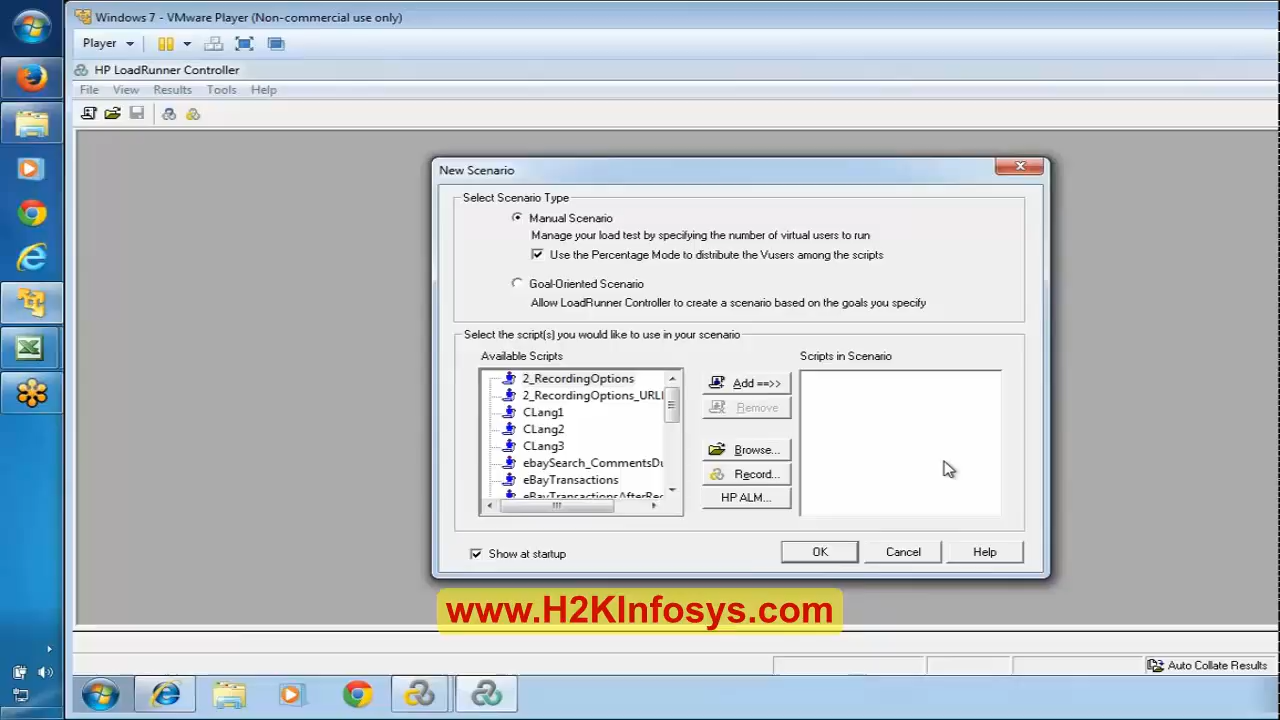 Windows 7 - VMware Player (Non-commercial use only)
Player
HP LoadRunner Controller
File View Results Tools Help
New Scenario
Select Scenario Type
Manual Scenario
Manage your load test by specifying the number of virtual users to run
Use the Percentage Mode to distribute the Vusers among the scripts
Goal-Oriented Scenario
Allow LoadRunner Controller to create a scenario based on the goals you specify
Select the script(s) you would like to use in your scenario
Available Scripts
Scripts in Scenario
2_RecordingOptions
2_RecordingOptions_URLI
CLang1
CLang2
CLang3
ebaySearch_CommentsDu
eBayTransactions
eBayTransactionsAfterRec
Add ==>>
Remove
Browse...
Record...
HP ALM...
Show at startup
OK
Cancel
Help
www.H2KInfosys.com
Auto Collate Results